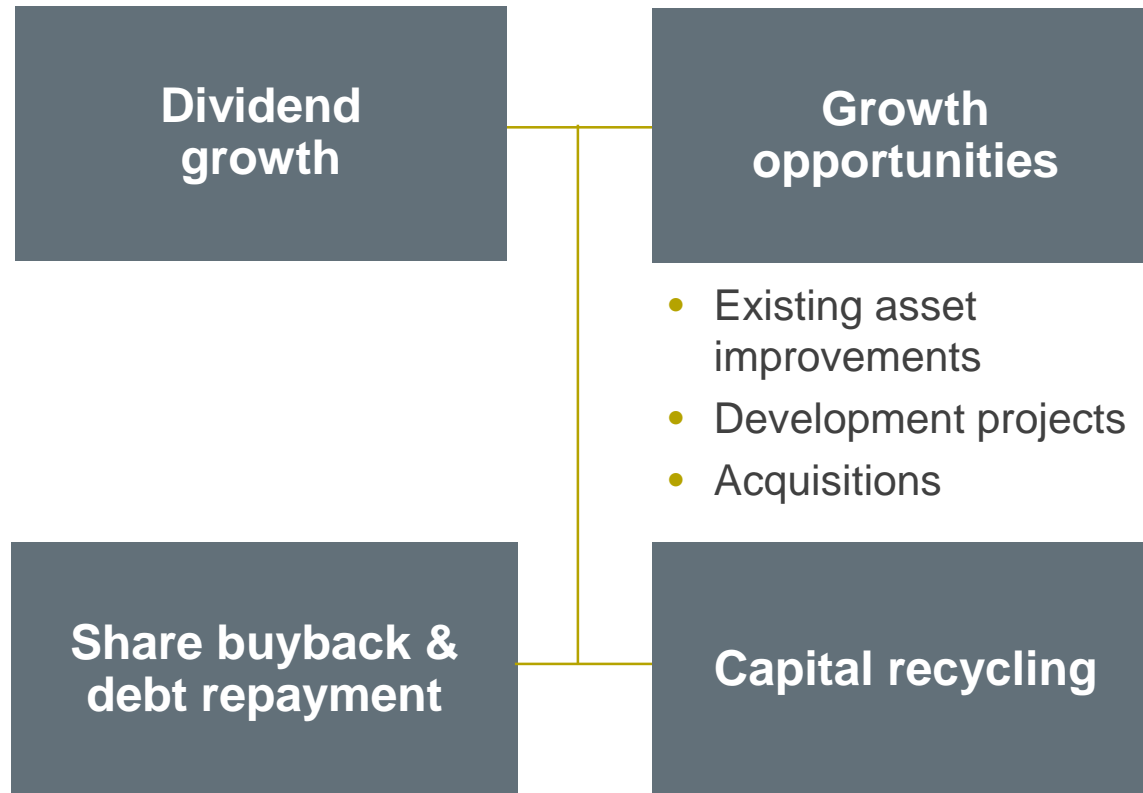 Dividend
growth
Growth
opportunities
• Existing asset
improvements
• Development projects
• Acquisitions
Share buyback &
debt repayment
Capital recycling